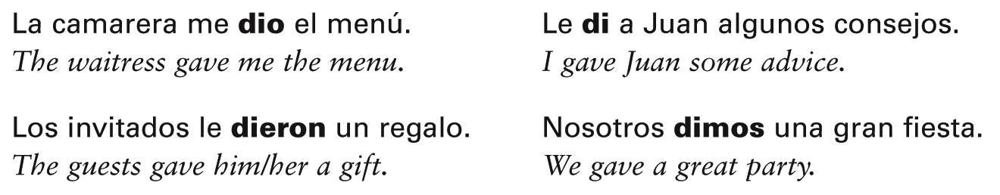 La camarera me dio el menú.
The waitress gave me the menu.
Le di a Juan algunos consejos.
I gave Juan some advice.
Los invitados le dieron un regalo.
The guests gave him/her a gift.
Nosotros dimos una gran fiesta.
We gave a great party.